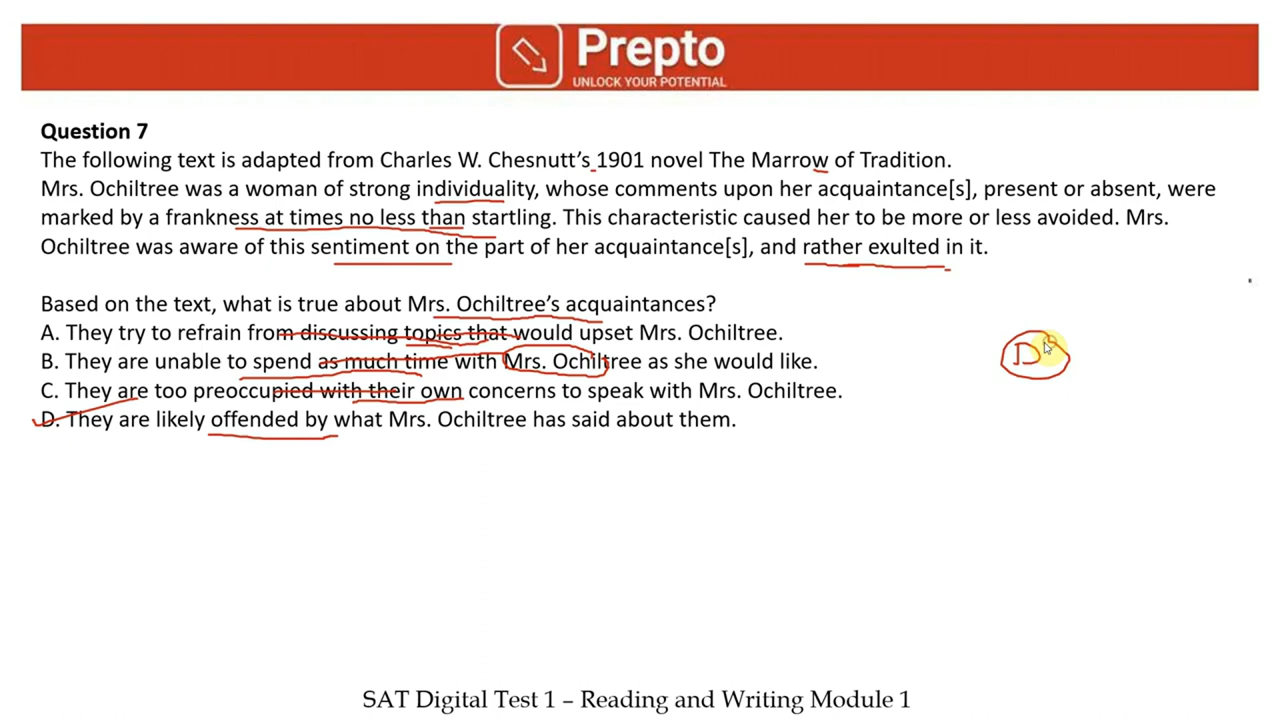 Prepto
UNLOCK YOUR POTENTIAL
Question 7
The following text is adapted from Charles W. Chesnutt’s 1901 novel The Marrow of Tradition.
Mrs. Ochiltree was a woman of strong individuality, whose comments upon her acquaintance[s], present or absent, were
marked by a frankness at times no less than startling. This characteristic caused her to be more or less avoided. Mrs.
Ochiltree was aware of this sentiment on the part of her acquaintance[s], and rather exulted in it.
Based on the text, what is true about Mrs. Ochiltree’s acquaintances?
A. They try to refrain from discussing topics that would upset Mrs. Ochiltree.
B. They are unable to spend as much time with Mrs. Ochiltree as she would like.
D
C. They are too preoccupied with their own concerns to speak with Mrs. Ochiltree.
D. They are likely offended by what Mrs. Ochiltree has said about them.
SAT Digital Test 1 – Reading and Writing Module 1